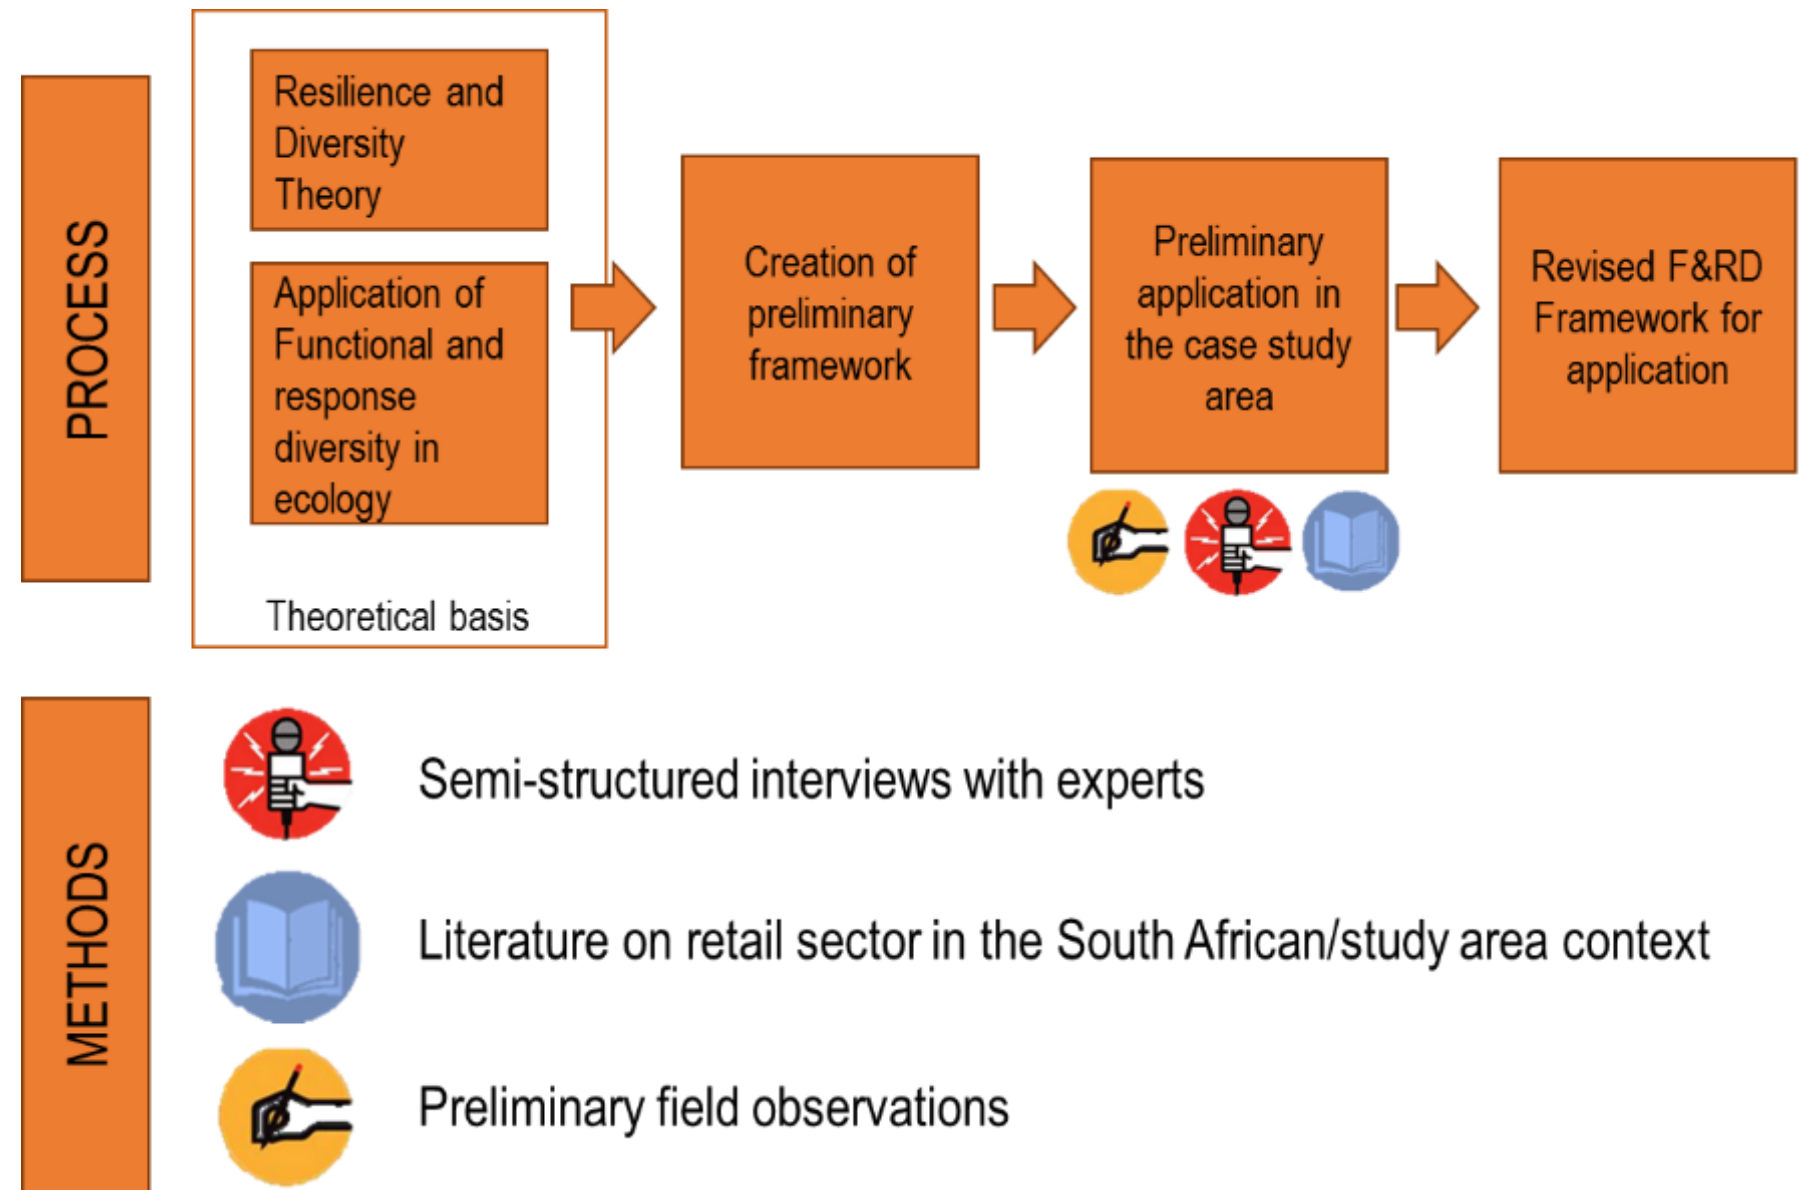 PROCESS
Resilience and
Diversity
Theory
Application of
Functional and
response
diversity in
ecology
Theoretical basis
Creation of
preliminary
framework
Preliminary
application in
the case study
area
Revised F&RD
Framework for
application
METHODS
Semi-structured interviews with experts
Literature on retail sector in the South African/study area context
Preliminary field observations